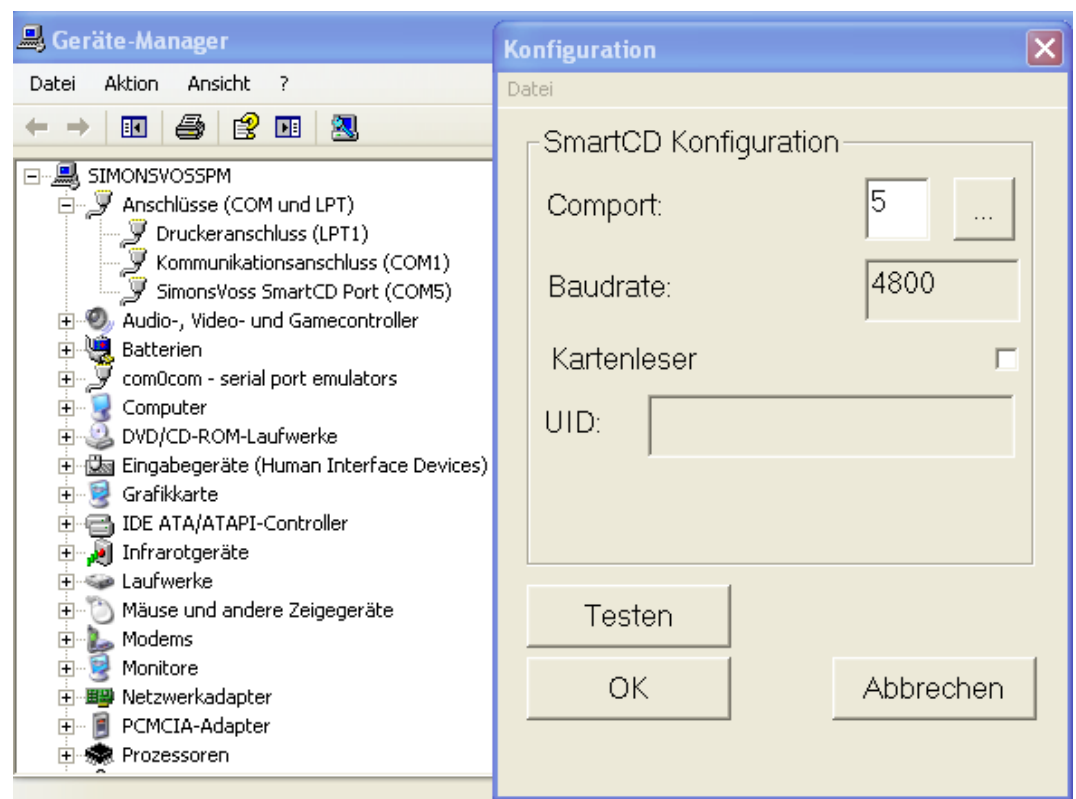 Geräte-Manager
Datei Aktion Ansicht ?
SIMONSVOSSPM
Anschlüsse (COM und LPT)
Druckeranschluss (LPT1)
Kommunikationsanschluss (COM1)
SimonsVoss SmartCD Port (COM5)
Audio-, Video- und Gamecontroller
Batterien
com0com - serial port emulators
Computer
DVD/CD-ROM-Laufwerke
Eingabegeräte (Human Interface Devices)
Grafikkarte
IDE ATA/ATAPI-Controller
Infrarotgeräte
Laufwerke
Mäuse und andere Zeigegeräte
Modems
Monitore
Netzwerkadapter
PCMCIA-Adapter
Prozessoren
Konfiguration
Datei
SmartCD Konfiguration
Comport: 5 ...
Baudrate: 4800
Kartenleser
UID:
Testen
OK Abbrechen